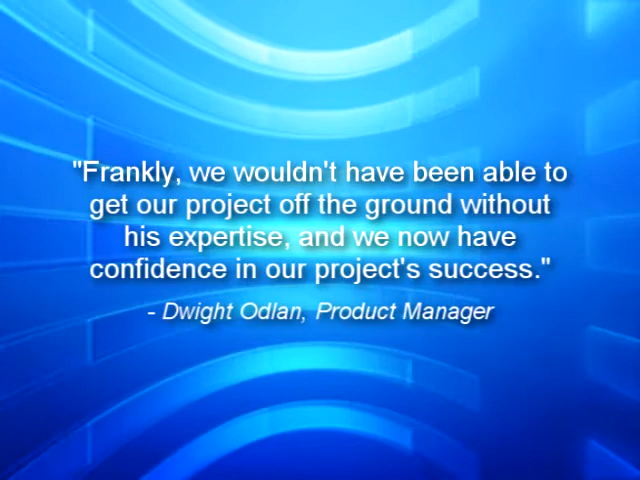 "Frankly, we wouldn't have been able to
get our project off the ground without
his expertise, and we now have
confidence in our project's success."
- Dwight Odlan, Product Manager